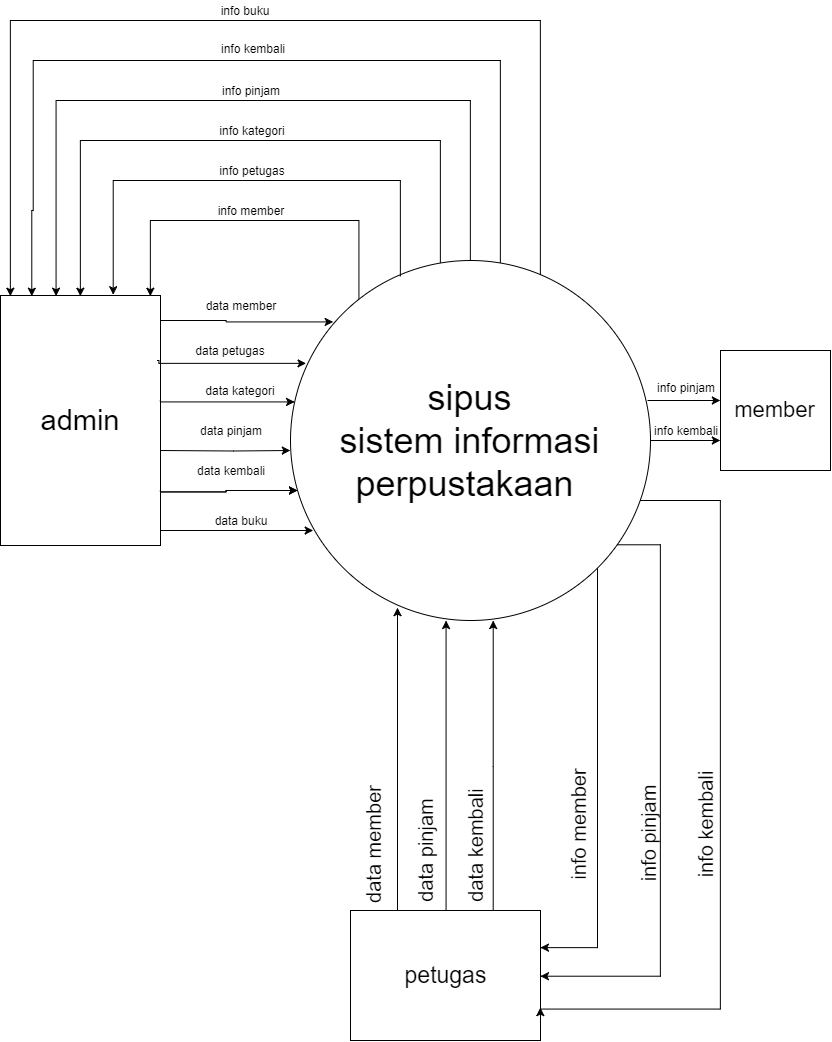 info buku
info kembali
info pinjam
info kategori
info petugas
info member
data member
data petugas
data kategori
data pinjam
data kembali
data buku
admin
sipus
sistem informasi
perpustakaan
info pinjam
info kembali
member
data member
data pinjam
data kembali
info member
info pinjam
info kembali
petugas